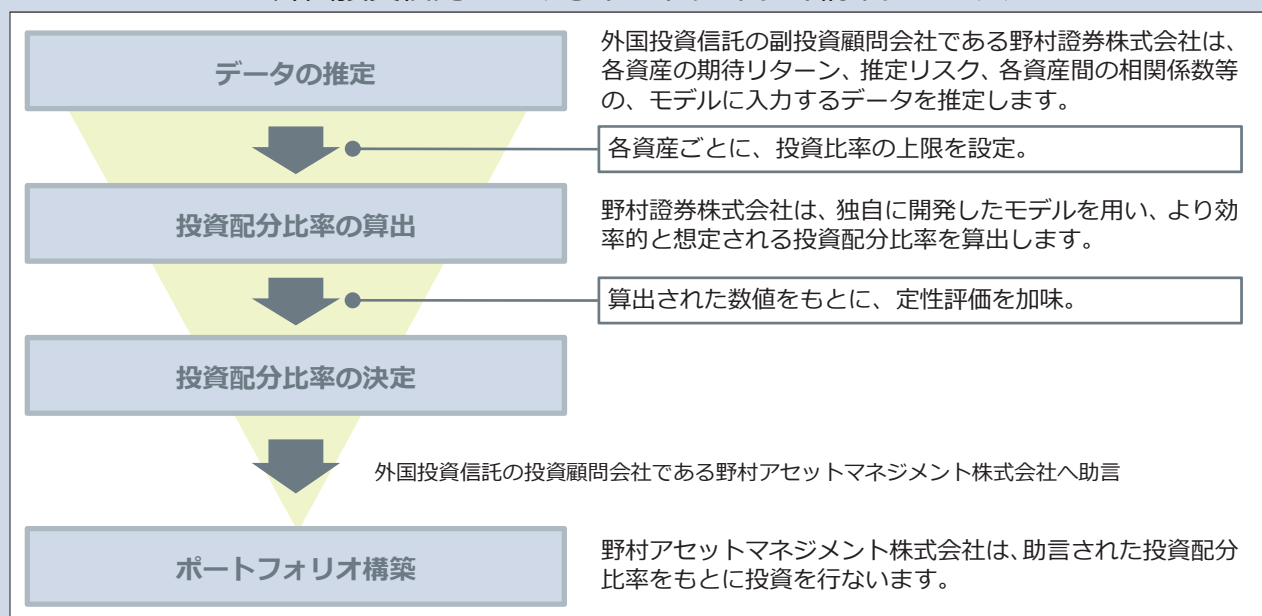 データの推定
外国投資信託の副投資顧問会社である野村證券株式会社は、
各資産の期待リターン、推定リスク、各資産間の相関係数等
の、モデルに入力するデータを推定します。
各資産ごとに、投資比率の上限を設定。
投資配分比率の算出
野村證券株式会社は、独自に開発したモデルを用い、より効
率的と想定される投資配分比率を算出します。
算出された数値をもとに、定性評価を加味。
投資配分比率の決定
外国投資信託の投資顧問会社である野村アセットマネジメント株式会社へ助言
ポートフォリオ構築
野村アセットマネジメント株式会社は、助言された投資配分
比率をもとに投資を行ないます。